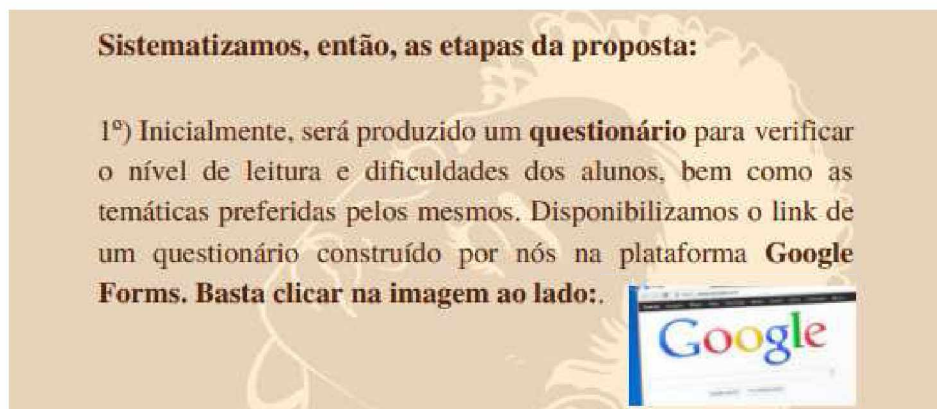 Sistematizamos, então, as etapas da proposta:
1º) Inicialmente, será produzido um questionário para verificar
o nível de leitura e dificuldades dos alunos, bem como as
temáticas preferidas pelos mesmos. Disponibilizamos o link de
um questionário construído por nós na plataforma Google
Forms. Basta clicar na imagem ao lado:.
Google